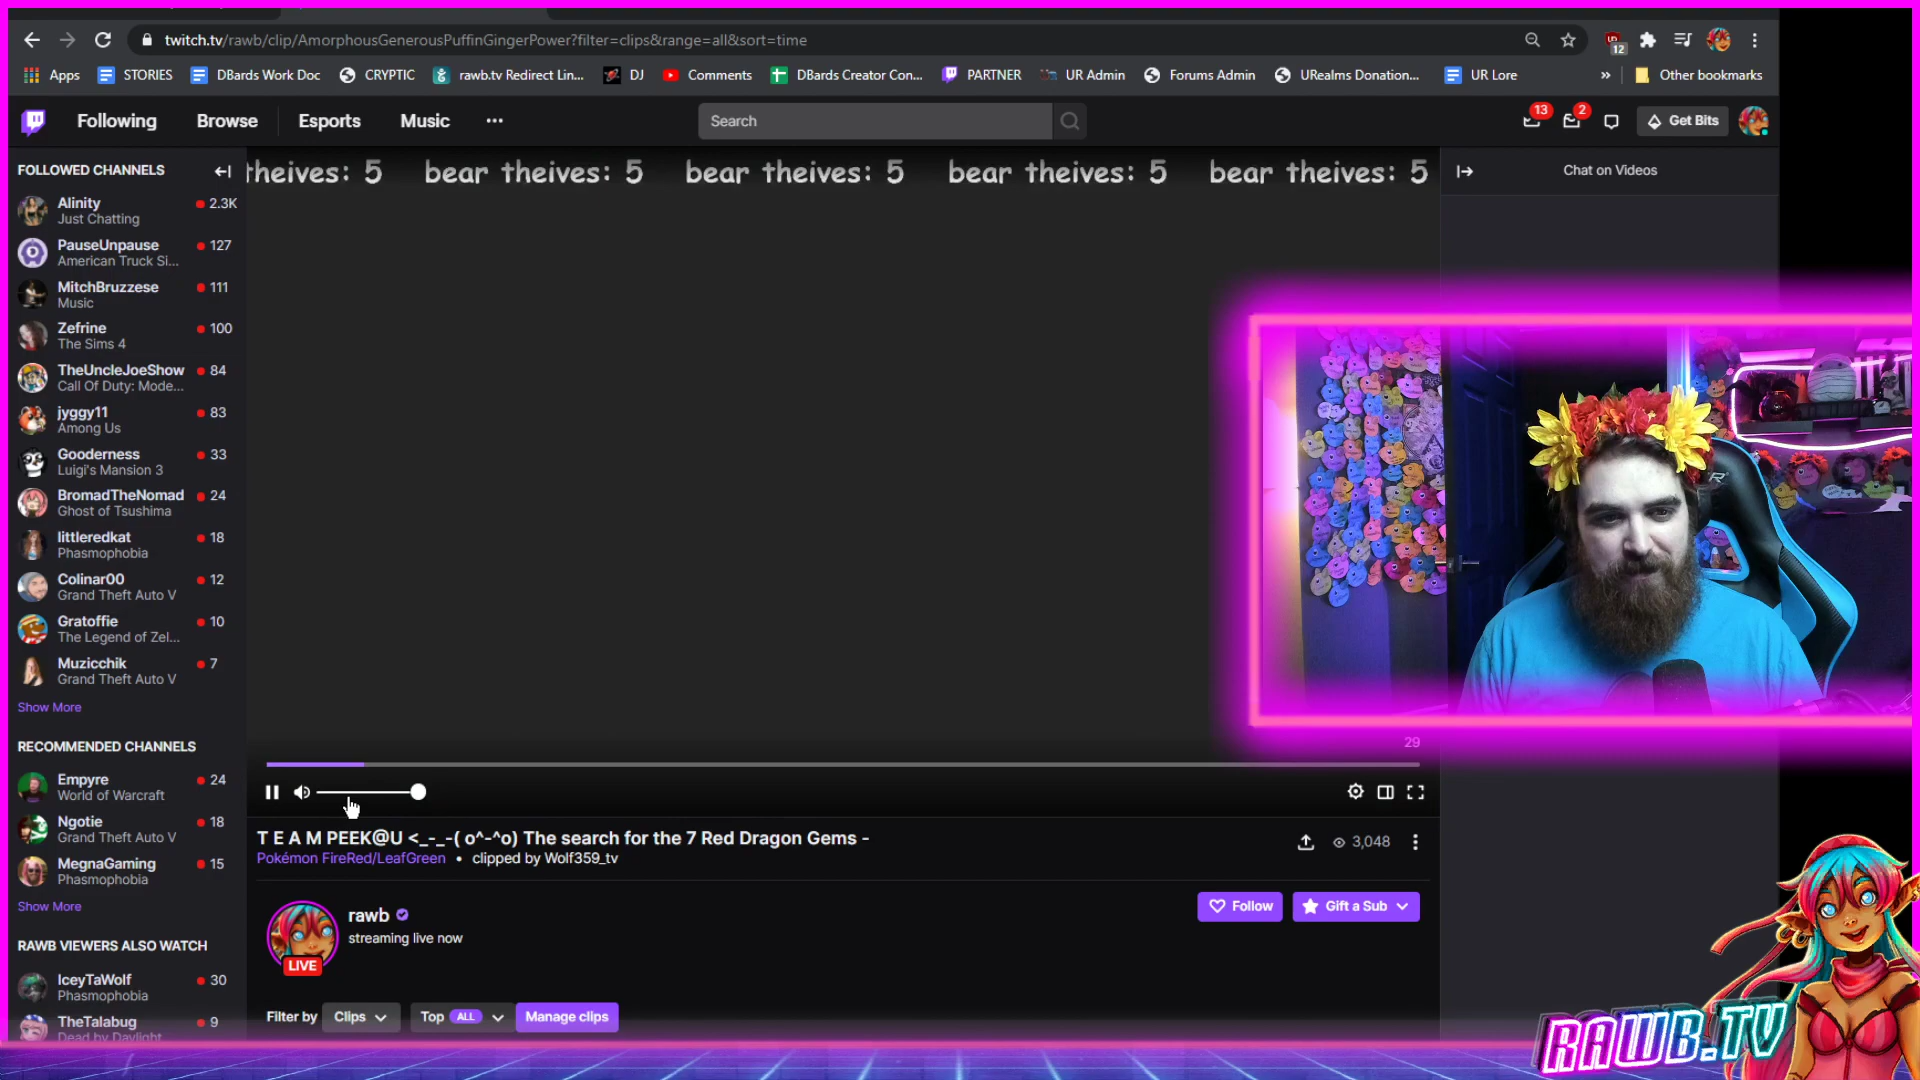 twitch.tv/rawb/clip/AmorphousGenerousPuffinGingerPower?filter=clips&range=all&sort=time
12
Apps STORIES DBards Work Doc CRYPTIC rawb.tv Redirect Lin... DJ Comments DBards Creator Con... PARTNER UR Admin Forums Admin URealms Donation... UR Lore » Other bookmarks
Following Browse Esports Music ··· Search 13 2 Get Bits
FOLLOWED CHANNELS
theives: 5 bear theives: 5 bear theives: 5 bear theives: 5 bear theives: 5
Chat on Videos
Alinity 2.3K
Just Chatting
PauseUnpause 127
American Truck Si...
MitchBruzzese 111
Music
Zefrine 100
The Sims 4
TheUncleJoeShow 84
Call Of Duty: Mode...
jyggy11 83
Among Us
Gooderness 33
Luigi's Mansion 3
BromadTheNomad 24
Ghost of Tsushima
littleredkat 18
Phasmophobia
Colinar00 12
Grand Theft Auto V
Gratoffie 10
The Legend of Zel...
Muzicchik 7
Grand Theft Auto V
Show More
RECOMMENDED CHANNELS
Empyre 24
World of Warcraft
Ngotie 18
Grand Theft Auto V
MegnaGaming 15
Phasmophobia
Show More
RAWB VIEWERS ALSO WATCH
IceyTaWolf 30
Phasmophobia
TheTalabug 9
Dead by Daylight
29
T E A M PEEK@U <_-_-( o^-^o) The search for the 7 Red Dragon Gems -
3,048
Pokémon FireRed/LeafGreen • clipped by Wolf359_tv
rawb
streaming live now
LIVE
Follow Gift a Sub
Filter by Clips Top ALL Manage clips
RAWB.TV